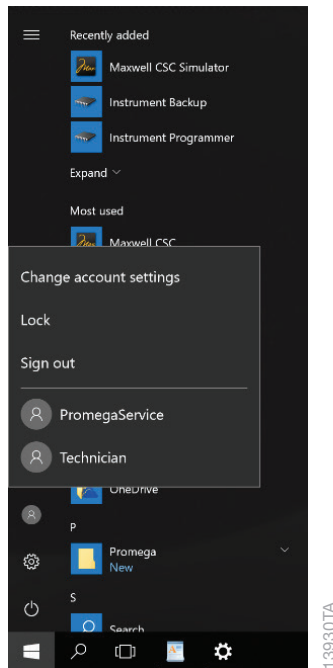 Recently added
Maxwell CSC Simulator
Instrument Backup
Instrument Programmer
Expand
Most used
Maxwell CSC
Change account settings
Lock
Sign out
PromegaService
Technician
OneDrive
P
Promega
New
S
Search
13930TA